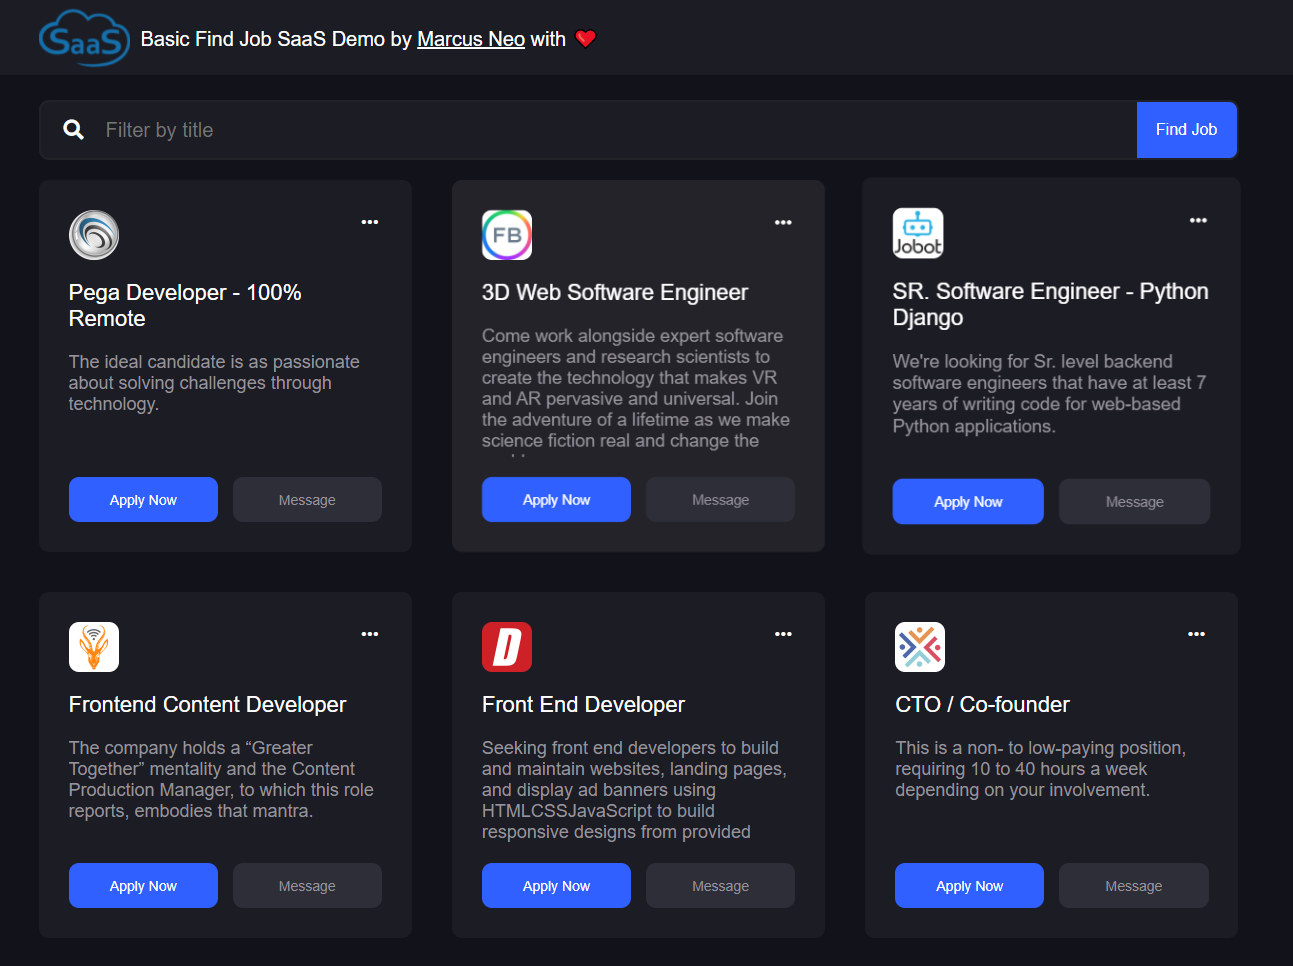 SaaS
Basic Find Job SaaS Demo by Marcus Neo with
Filter by title
Find Job
Pega Developer - 100%
Remote
The ideal candidate is as passionate
about solving challenges through
technology.
Apply Now
Message
FB
3D Web Software Engineer
Come work alongside expert software
engineers and research scientists to
create the technology that makes VR
and AR pervasive and universal. Join
the adventure of a lifetime as we make
science fiction real and change the
Apply Now
Message
Jobot
SR. Software Engineer - Python
Django
We're looking for Sr. level backend
software engineers that have at least 7
years of writing code for web-based
Python applications.
Apply Now
Message
Frontend Content Developer
The company holds a “Greater
Together” mentality and the Content
Production Manager, to which this role
reports, embodies that mantra.
Apply Now
Message
D
Front End Developer
Seeking front end developers to build
and maintain websites, landing pages,
and display ad banners using
HTMLCSSJavaScript to build
responsive designs from provided
Apply Now
Message
CTO / Co-founder
This is a non- to low-paying position,
requiring 10 to 40 hours a week
depending on your involvement.
Apply Now
Message